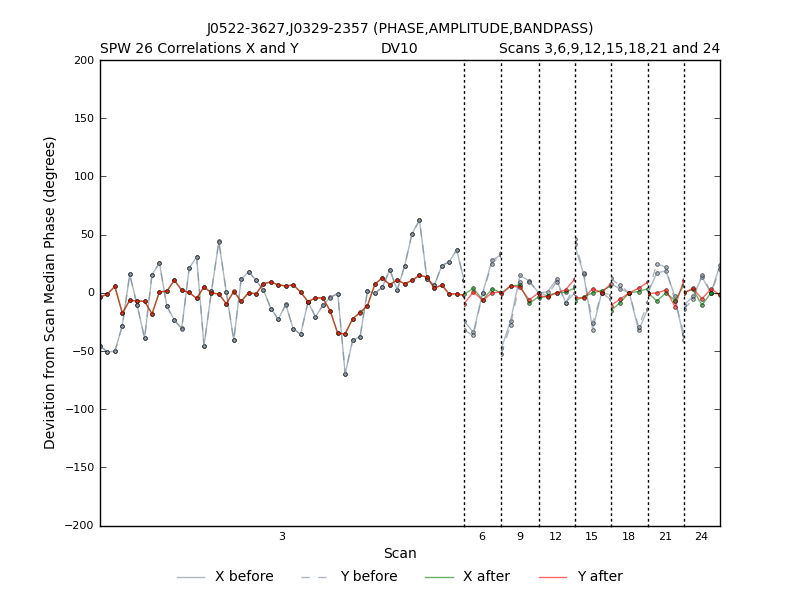 J0522-3627,J0329-2357 (PHASE,AMPLITUDE,BANDPASS)
SPW 26 Correlations X and Y DV10 Scans 3,6,9,12,15,18,21 and 24
200
150
100
50
0
−50
−100
−150
−200
Deviation from Scan Median Phase (degrees)
3 6 9 12 15 18 21 24
Scan
X before Y before X after Y after